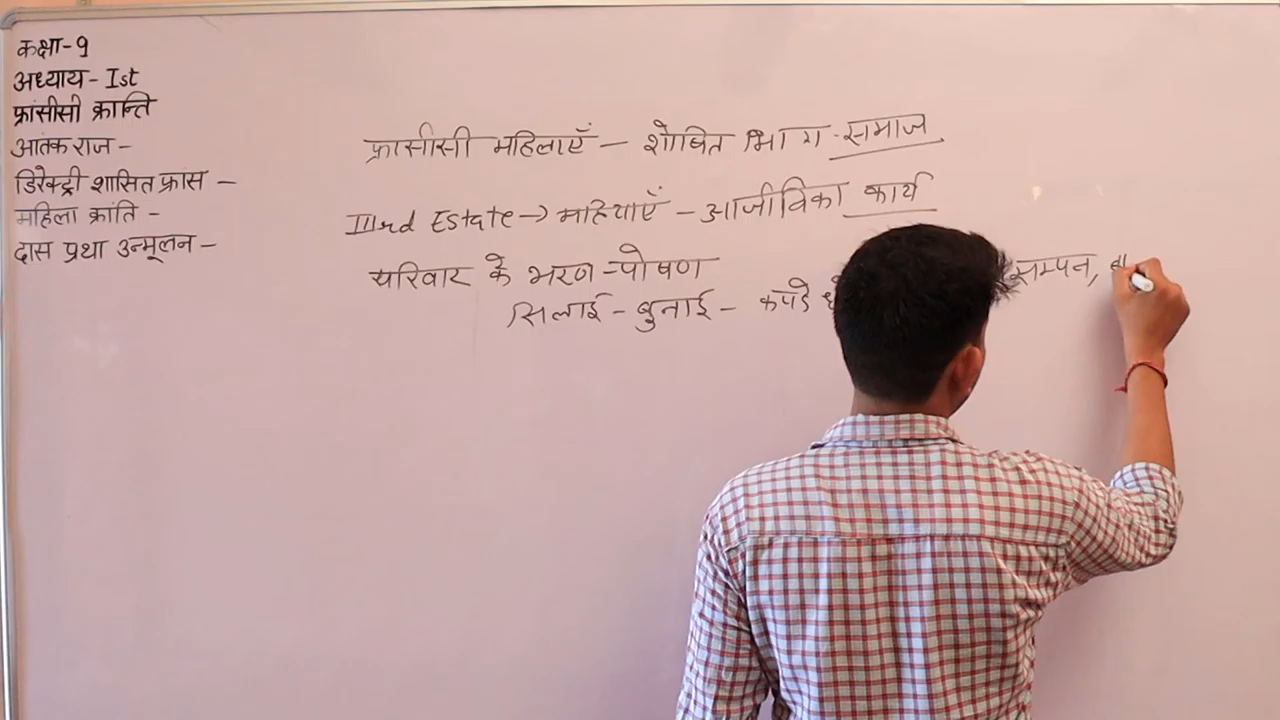 कक्षा-9
अध्याय- Ist
फ्रांसीसी क्रान्ति
आतंक राज -
डिरेक्ट्री शासित फ्रांस -
महिला क्रांति -
दास प्रथा उन्मूलन -
फ्रासीसी महिलाएँ - शोषित भाग - समाज
IIIrd Estate → महिलाएँ - आजीविका कार्य
परिवार के भरण-पोषण
सिलाई - बुनाई - कपडे सम्पन,